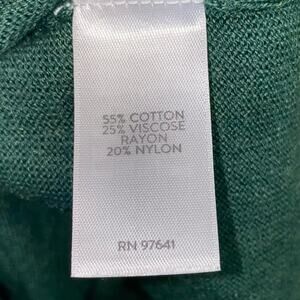 55% COTTON
25% VISCOSE
RAYON
20% NYLON
RN 97641